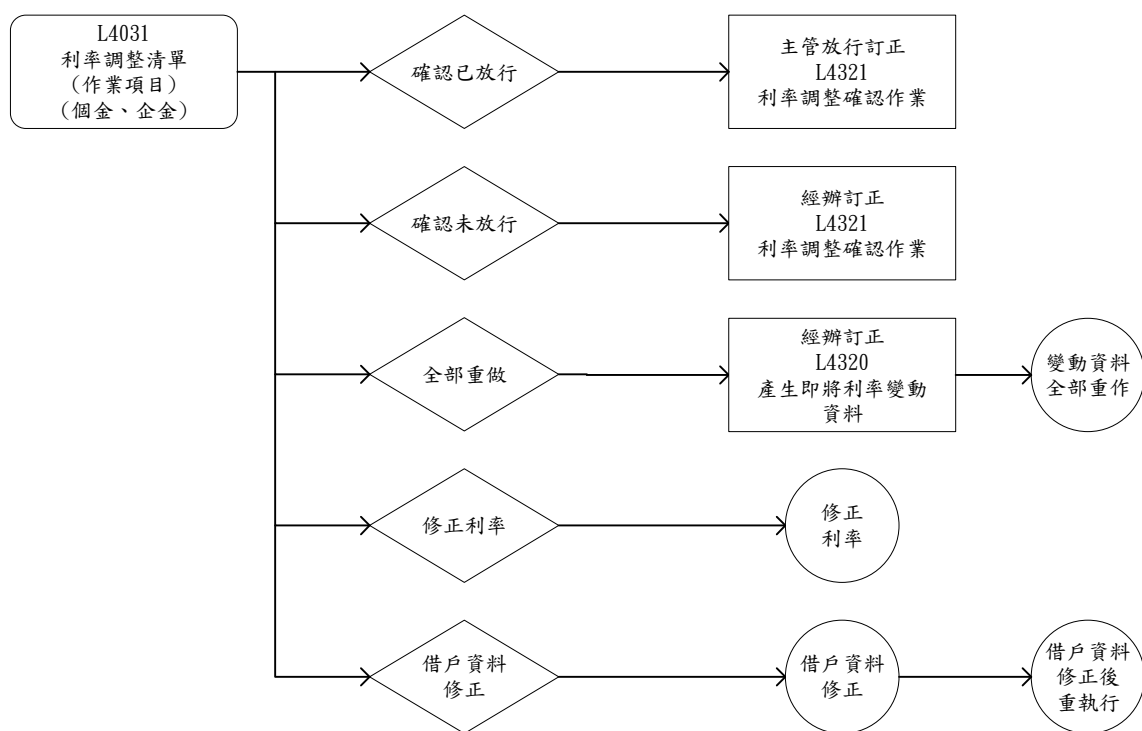 L4031
利率調整清單
(作業項目)
(個金、企金)
確認已放行
主管放行訂正
L4321
利率調整確認作業
確認未放行
經辦訂正
L4321
利率調整確認作業
全部重做
經辦訂正
L4320
產生即將利率變動
資料
變動資料
全部重作
修正利率
修正
利率
借戶資料
修正
借戶資料
修正
借戶資料
修正後
重執行